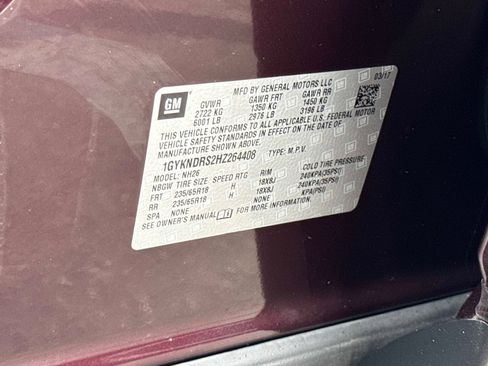 GM
MFD BY GENERAL MOTORS LLC
03/17
GVWR GAWR FRT GAWR RR
2722 KG 1350 KG 1450 KG
6001 LB 2976 LB 3196 LB
THIS VEHICLE CONFORMS TO ALL APPLICABLE U.S. FEDERAL MOTOR
VEHICLE SAFETY STANDARDS IN EFFECT ON THE DATE OF
MANUFACTURE SHOWN ABOVE.
1GYKNDRS2HZ264408 TYPE: M.P.V.
MODEL: NH26
NBGW TIRE SIZE SPEED RTG RIM COLD TIRE PRESSURE
FRT 235/65R18 H 18X8J 240KPA(35PSI)
RR 235/65R18 H 18X8J 240KPA(35PSI)
SPA NONE NONE KPA(PSI)
SEE OWNER'S MANUAL FOR MORE INFORMATION.